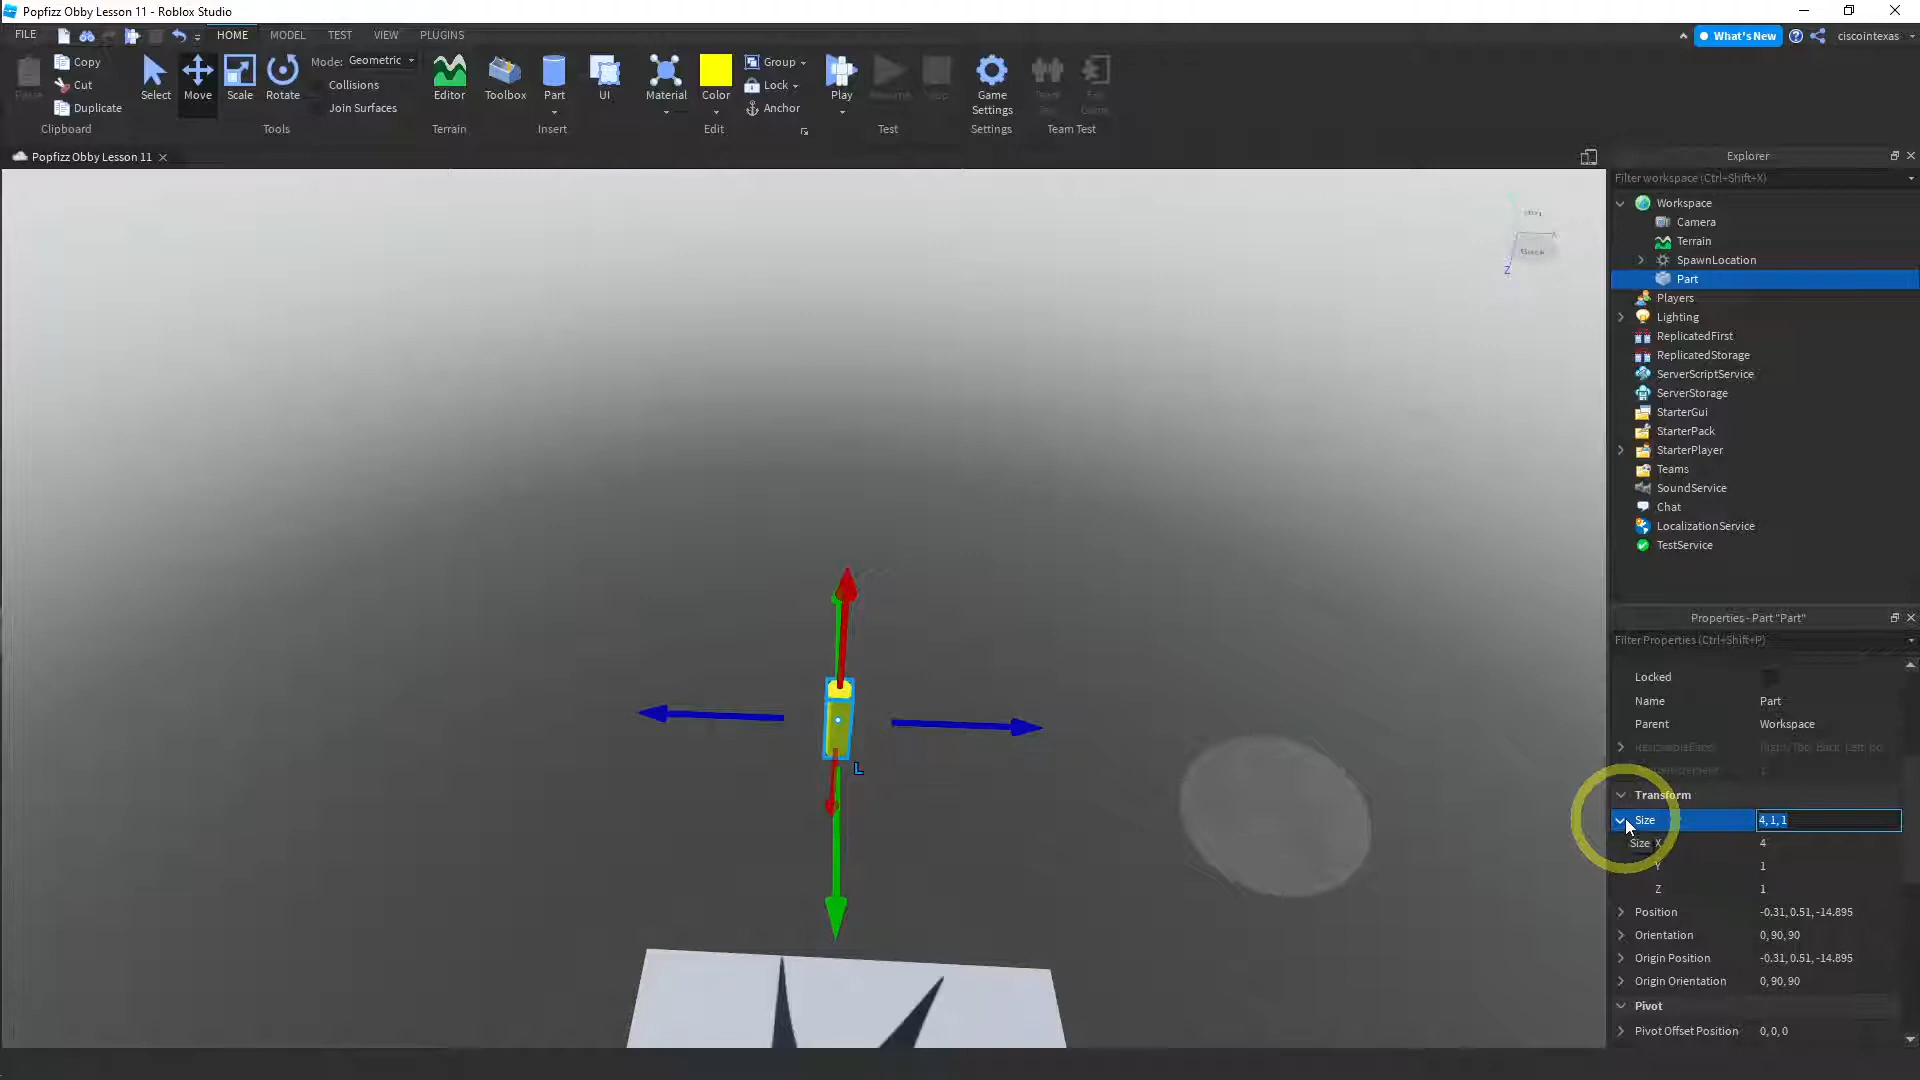 Popfizz Obby Lesson 11 - Roblox Studio
FILE HOME MODEL TEST VIEW PLUGINS What's New ciscointexas
Copy
Cut
Duplicate
Clipboard
Select Move Scale Rotate
Mode: Geometric
Collisions
Join Surfaces
Tools
Editor
Terrain
Toolbox Part UI
Insert
Material Color
Group
Lock
Anchor
Edit
Play
Test
Game
Settings
Settings
Team Test
Popfizz Obby Lesson 11
Back
Z
L
Explorer
Filter workspace (Ctrl+Shift+X)
Workspace
Camera
Terrain
SpawnLocation
Part
Players
Lighting
ReplicatedFirst
ReplicatedStorage
ServerScriptService
ServerStorage
StarterGui
StarterPack
StarterPlayer
Teams
SoundService
Chat
LocalizationService
TestService
Properties - Part "Part"
Filter Properties (Ctrl+Shift+P)
Locked
Name Part
Parent Workspace
Transform
Size 4, 1, 1
Size X 4
Y 1
Z 1
Position -0.31, 0.51, -14.895
Orientation 0, 90, 90
Origin Position -0.31, 0.51, -14.895
Origin Orientation 0, 90, 90
Pivot
Pivot Offset Position 0, 0, 0